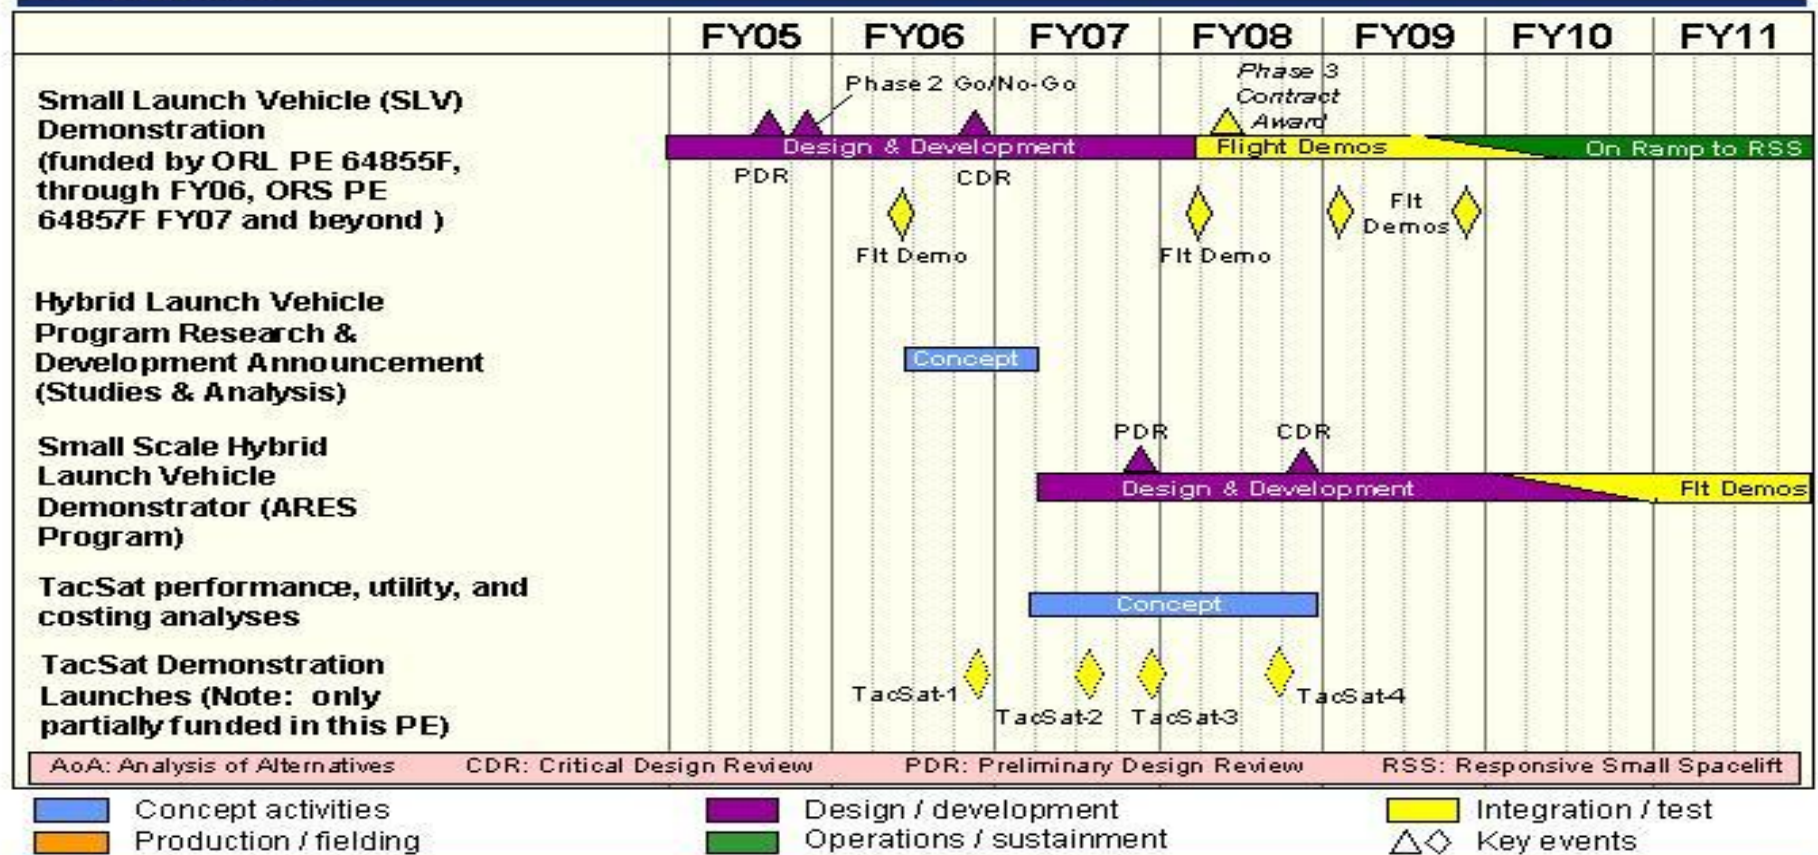 FY05 FY06 FY07 FY08 FY09 FY10 FY11
Small Launch Vehicle (SLV)
Demonstration
(funded by ORL PE 64855F,
through FY06, ORS PE
64857F FY07 and beyond )
Phase 2 Go/No-Go
Phase 3
Contract
Award
Design & Development
Flight Demos
On Ramp to RSS
PDR
CDR
Flt Demo
Flt Demo
Flt
Demos
Hybrid Launch Vehicle
Program Research &
Development Announcement
(Studies & Analysis)
Concept
Small Scale Hybrid
Launch Vehicle
Demonstrator (ARES
Program)
PDR
CDR
Design & Development
Flt Demos
TacSat performance, utility, and
costing analyses
Concept
TacSat Demonstration
Launches (Note: only
partially funded in this PE)
TacSat-1
TacSat-2
TacSat-3
TacSat-4
AoA: Analysis of Alternatives CDR: Critical Design Review PDR: Preliminary Design Review RSS: Responsive Small Spacelift
Concept activities Design / development Integration / test
Production / fielding Operations / sustainment Key events